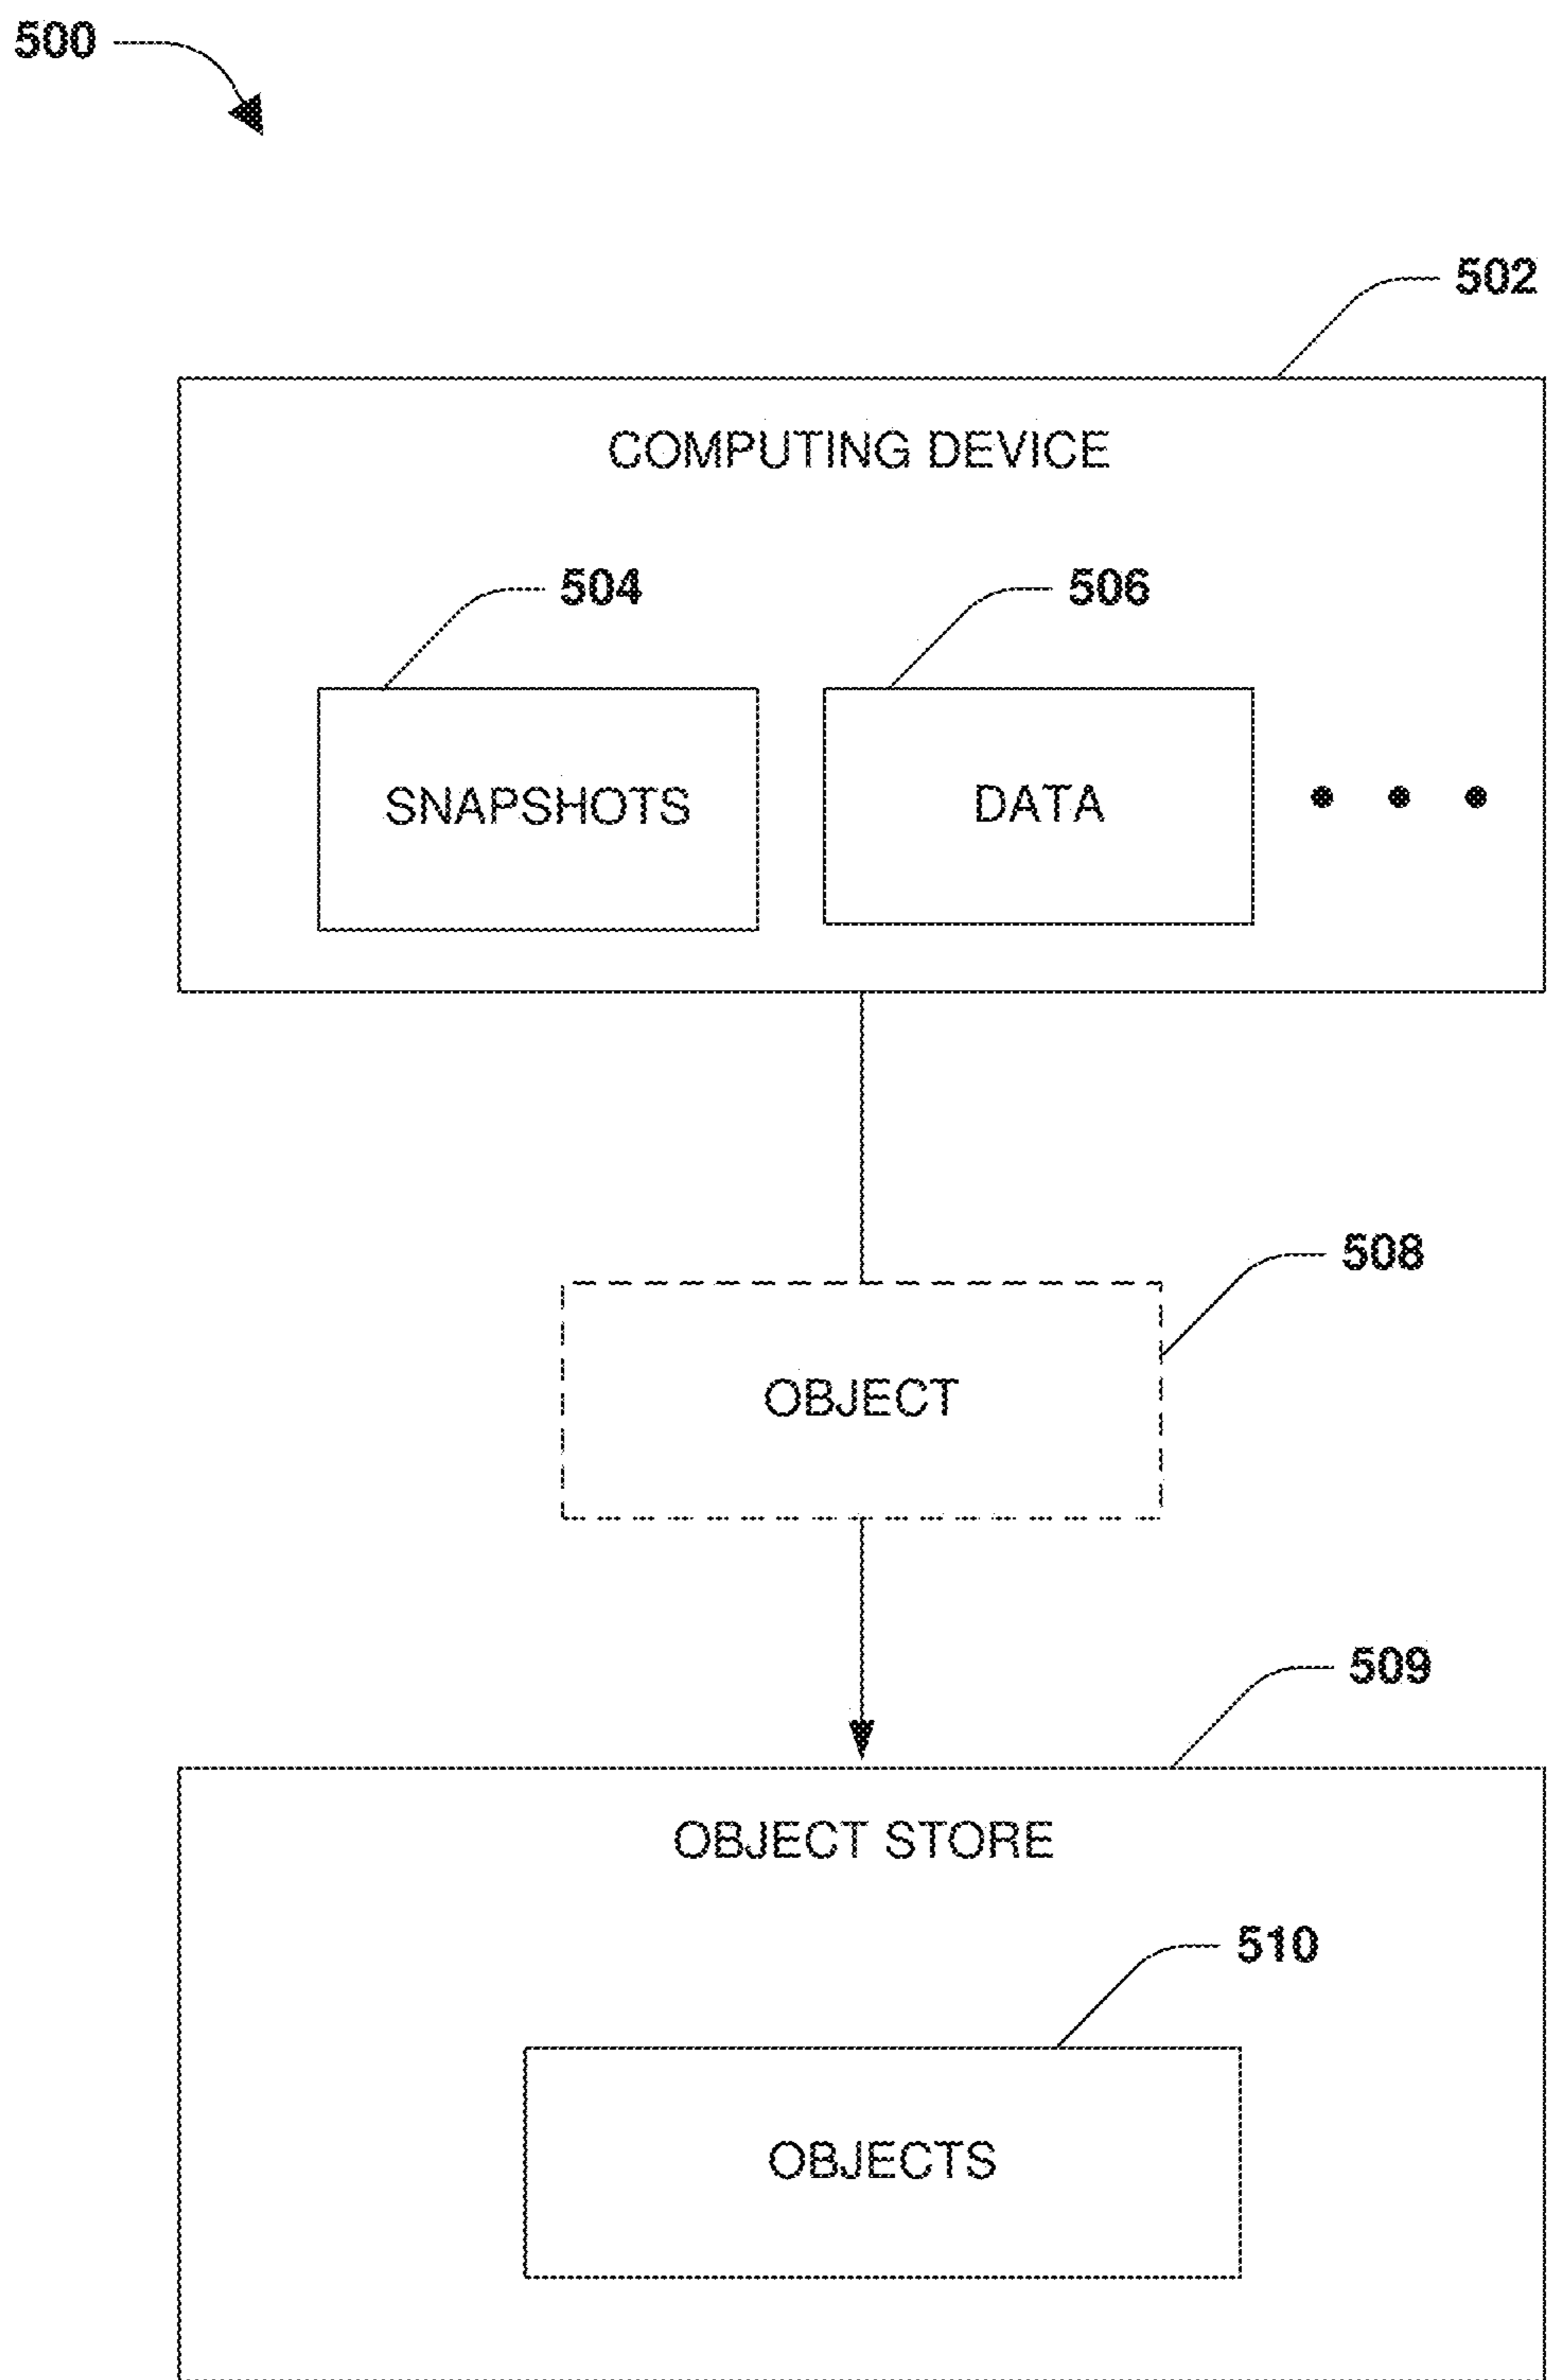 500
502
COMPUTING DEVICE
504
506
SNAPSHOTS
DATA
508
OBJECT
509
OBJECT STORE
510
OBJECTS